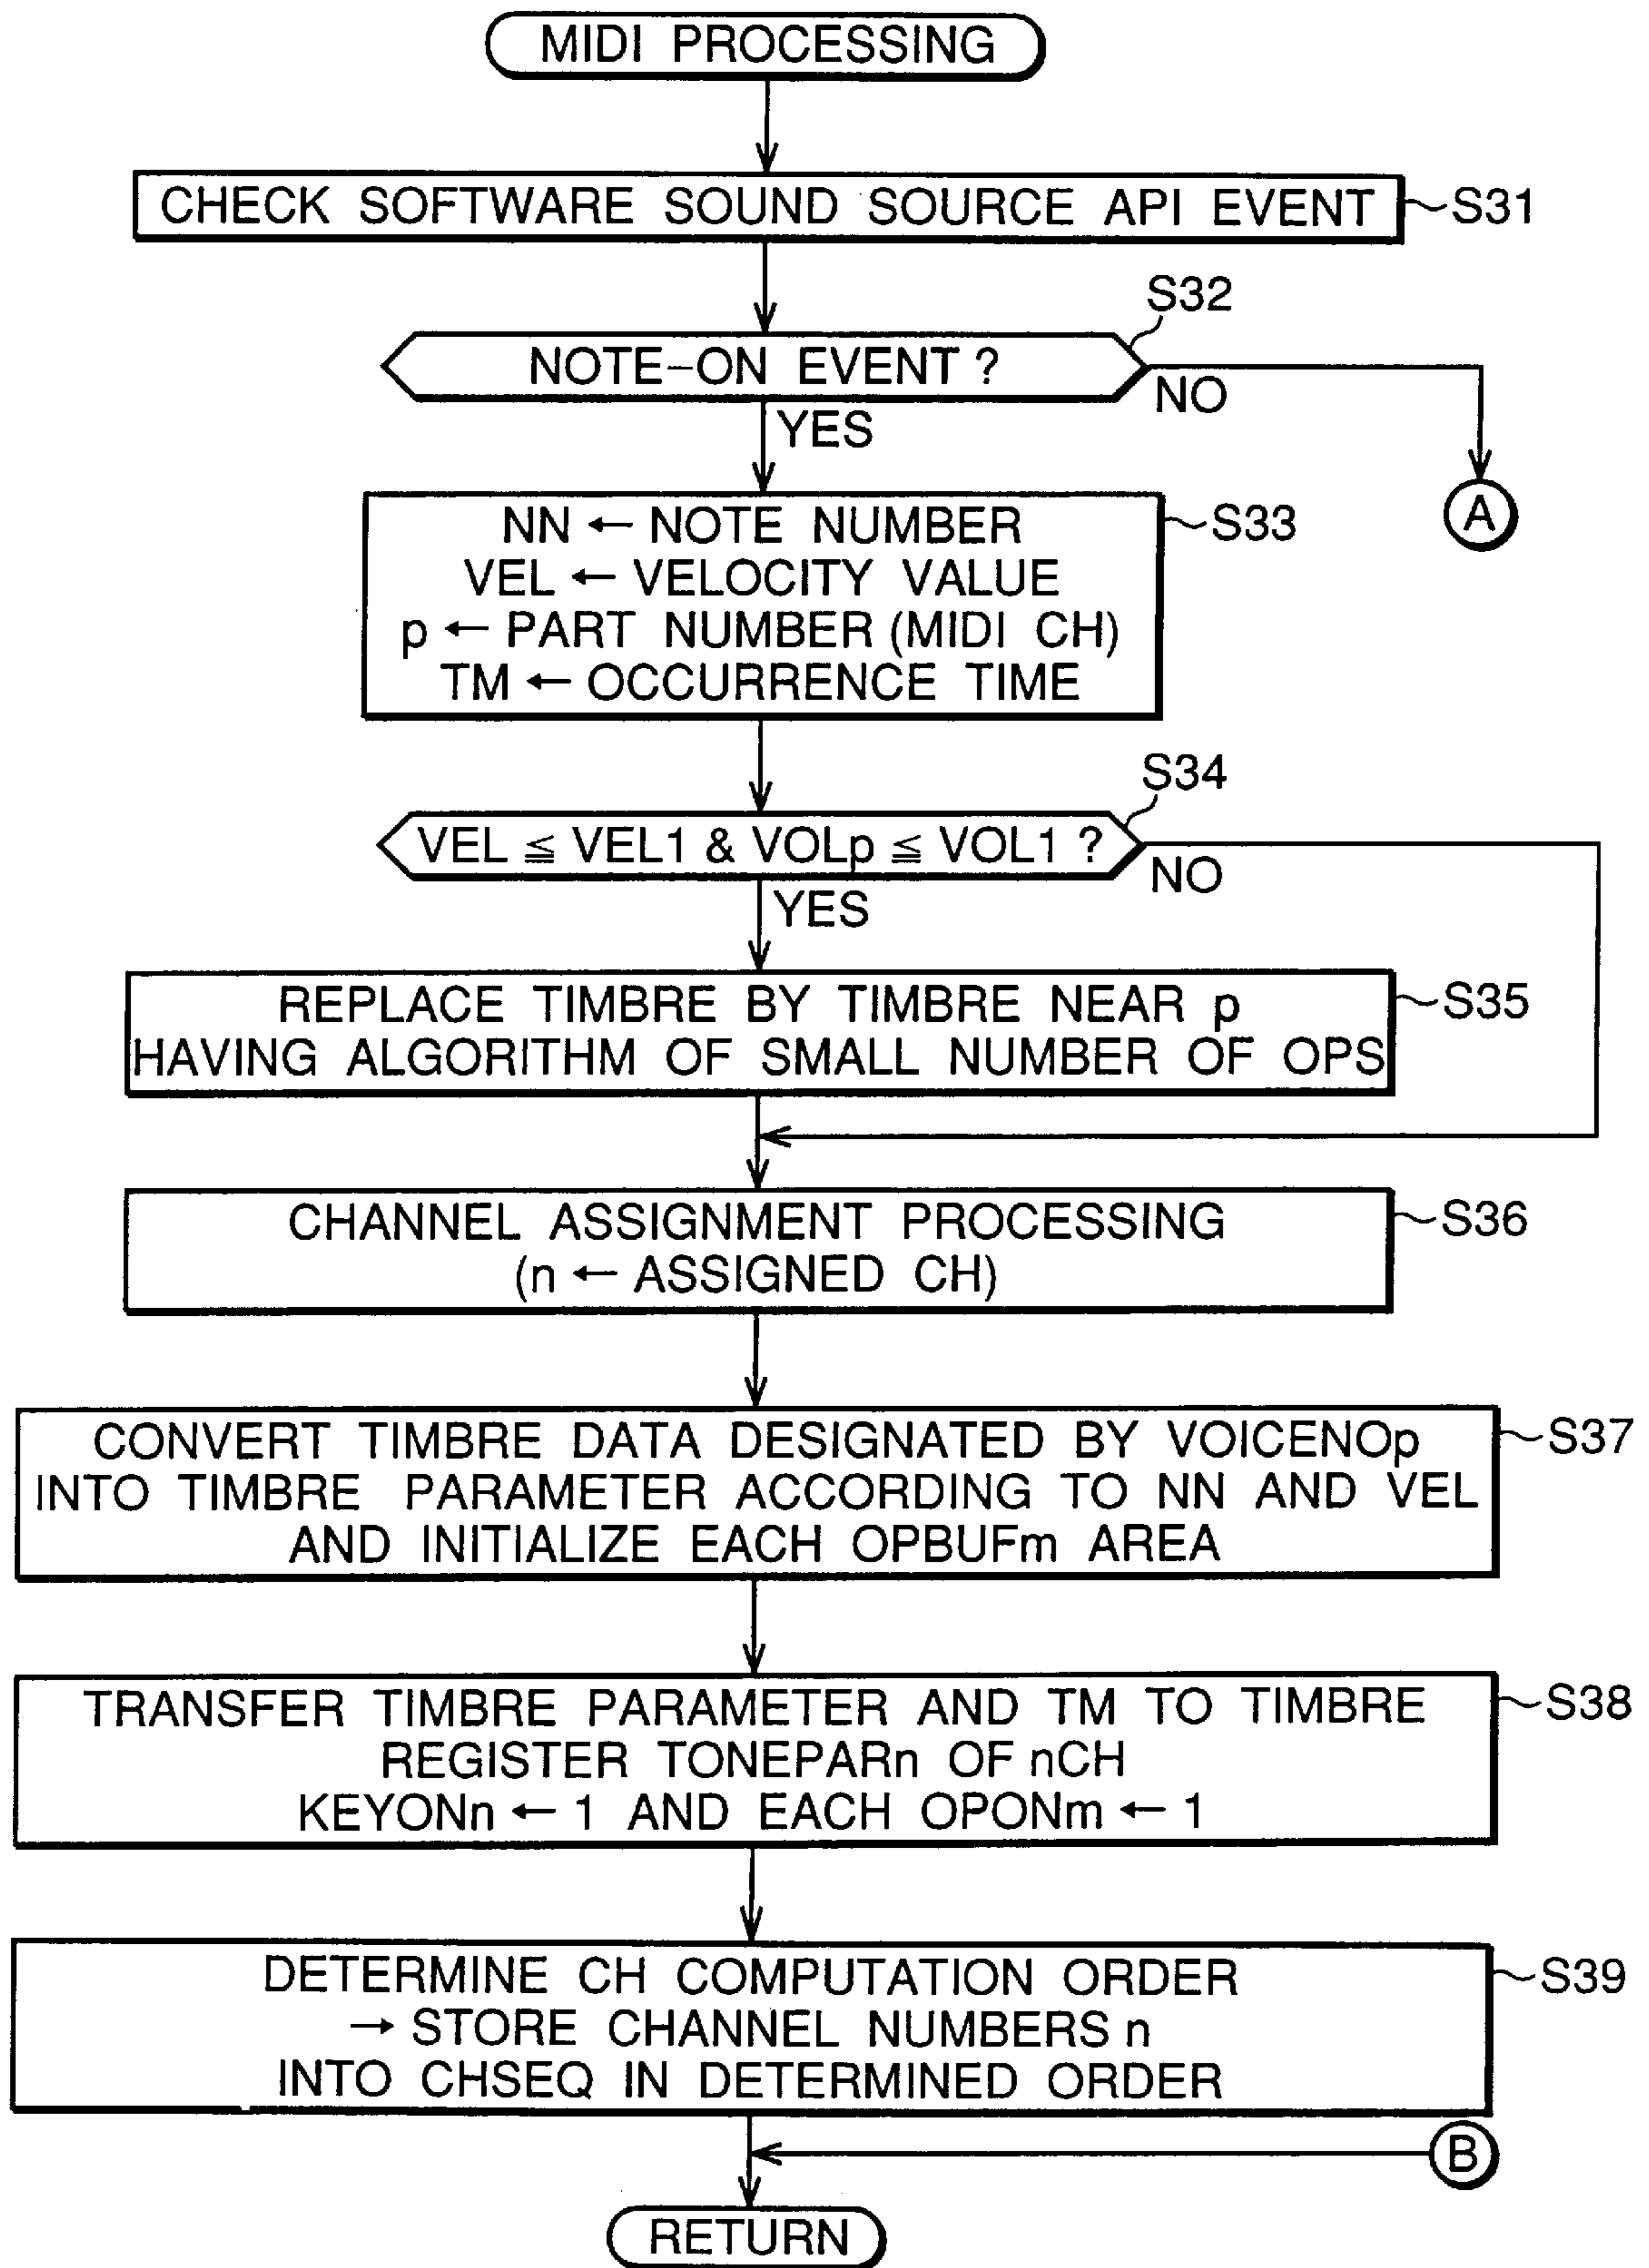 MIDI PROCESSING
CHECK SOFTWARE SOUND SOURCE API EVENT
S31
S32
NOTE-ON EVENT ?
NO
YES
A
NN ← NOTE NUMBER
VEL ← VELOCITY VALUE
p ← PART NUMBER (MIDI CH)
TM ← OCCURRENCE TIME
S33
S34
VEL ≦ VEL1 & VOLp ≦ VOL1 ?
NO
YES
REPLACE TIMBRE BY TIMBRE NEAR p
HAVING ALGORITHM OF SMALL NUMBER OF OPS
S35
CHANNEL ASSIGNMENT PROCESSING
(n ← ASSIGNED CH)
S36
CONVERT TIMBRE DATA DESIGNATED BY VOICENOp
INTO TIMBRE PARAMETER ACCORDING TO NN AND VEL
AND INITIALIZE EACH OPBUFm AREA
S37
TRANSFER TIMBRE PARAMETER AND TM TO TIMBRE
REGISTER TONEPARn OF nCH
KEYONn ← 1 AND EACH OPONm ← 1
S38
DETERMINE CH COMPUTATION ORDER
→ STORE CHANNEL NUMBERS n
INTO CHSEQ IN DETERMINED ORDER
S39
B
RETURN